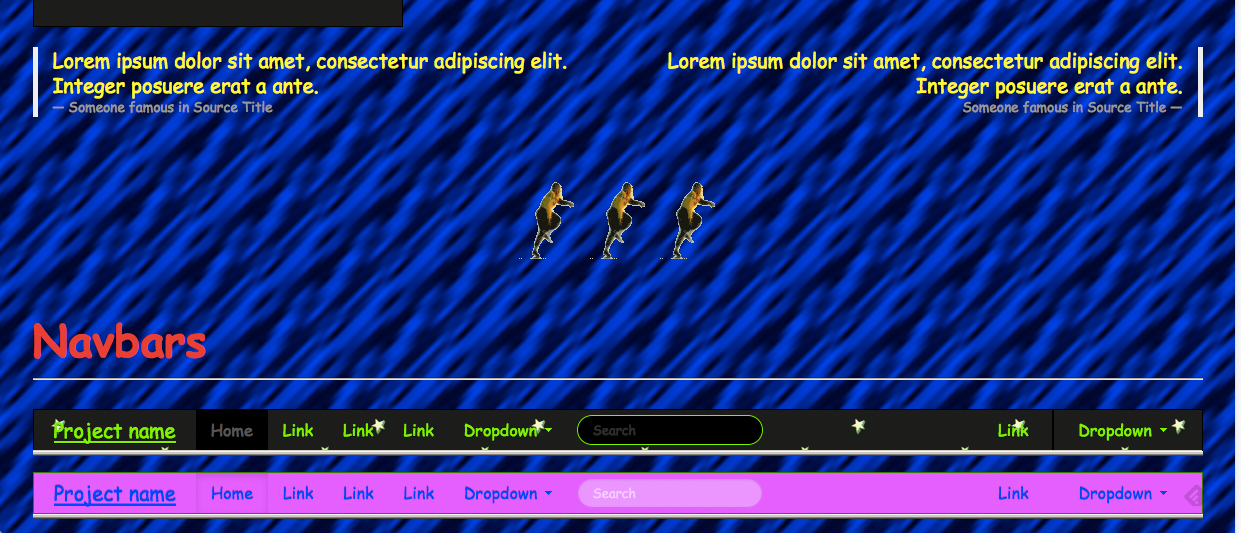 Lorem ipsum dolor sit amet, consectetur adipiscing elit.
Integer posuere erat a ante.
— Someone famous in Source Title
Lorem ipsum dolor sit amet, consectetur adipiscing elit.
Integer posuere erat a ante.
Someone famous in Source Title —
Navbars
Project name Home Link Link Link Dropdown Search Link Dropdown
Project name Home Link Link Link Dropdown Search Link Dropdown